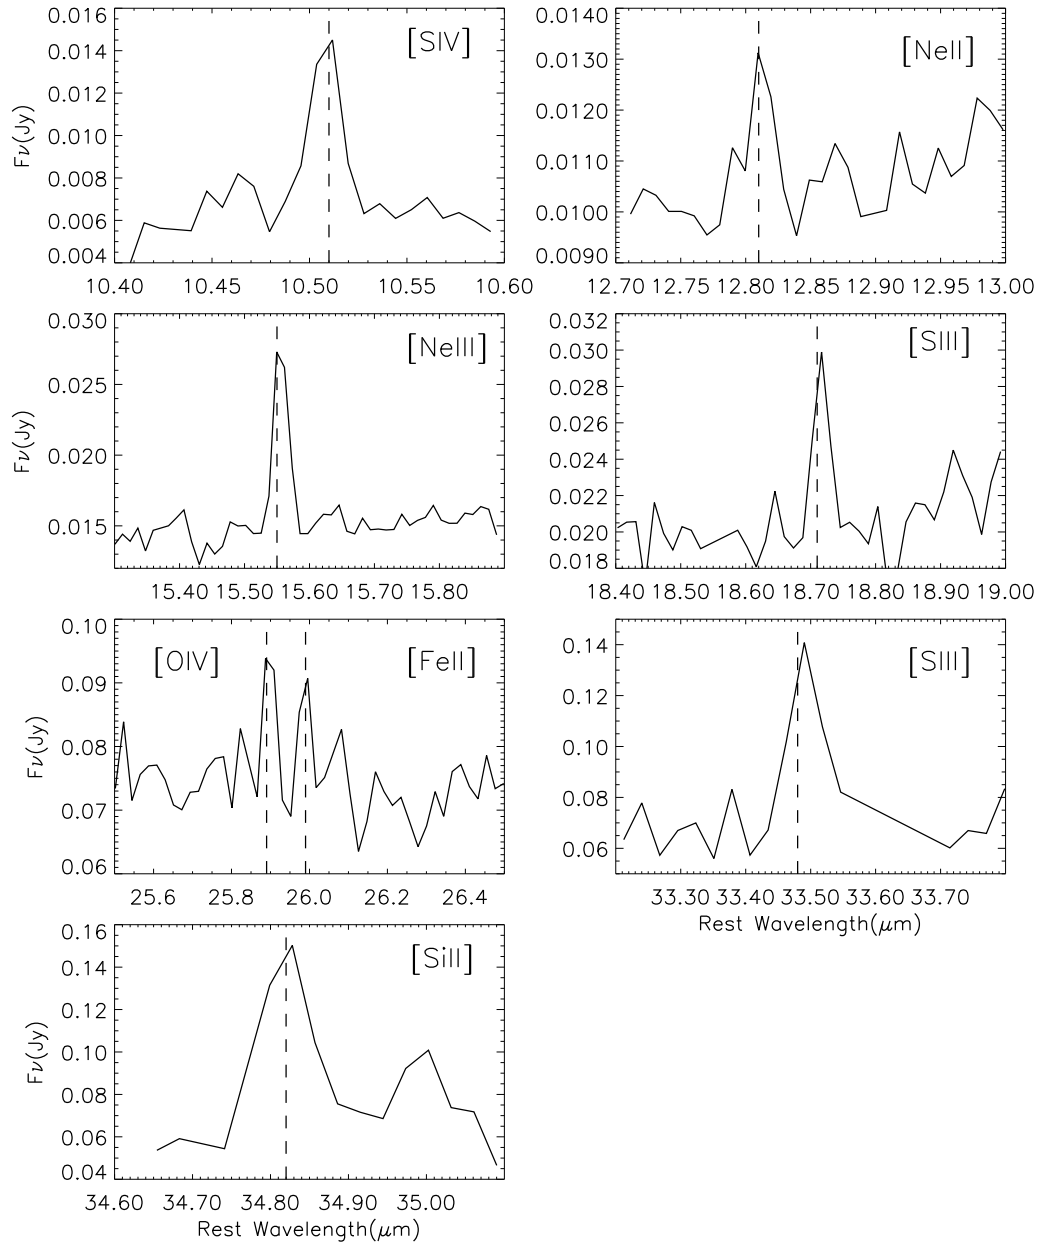 [SIV]
0.016
0.014
0.012
0.010
0.008
0.006
0.004
Fν(Jy)
10.40 10.45 10.50 10.55 10.60
[NeII]
0.0140
0.0130
0.0120
0.0110
0.0100
0.0090
12.70 12.75 12.80 12.85 12.90 12.95 13.00
[NeIII]
0.030
0.025
0.020
0.015
Fν(Jy)
15.40 15.50 15.60 15.70 15.80
[SIII]
0.032
0.030
0.028
0.026
0.024
0.022
0.020
0.018
18.40 18.50 18.60 18.70 18.80 18.90 19.00
[OIV] [FeII]
0.10
0.09
0.08
0.07
0.06
Fν(Jy)
25.6 25.8 26.0 26.2 26.4
[SIII]
0.14
0.12
0.10
0.08
0.06
33.30 33.40 33.50 33.60 33.70
Rest Wavelength(μm)
[SiII]
0.16
0.14
0.12
0.10
0.08
0.06
0.04
Fν(Jy)
34.60 34.70 34.80 34.90 35.00
Rest Wavelength(μm)